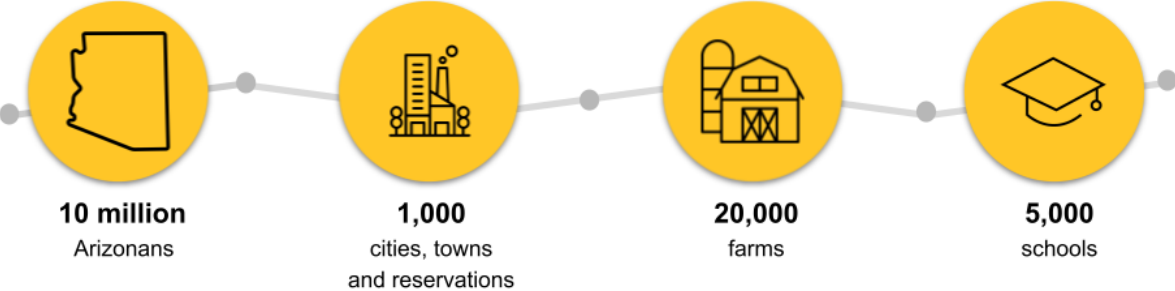 10 million
Arizonans
1,000
cities, towns
and reservations
20,000
farms
5,000
schools